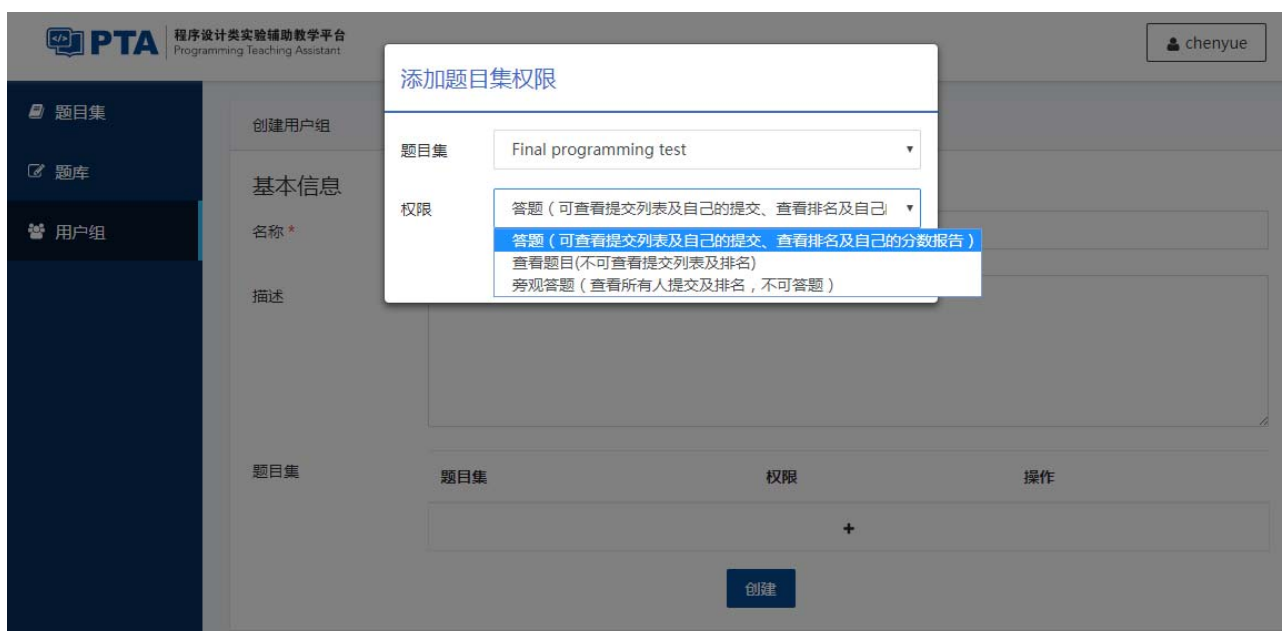 PTA
程序设计类实验辅助教学平台
Programming Teaching Assistant
chenyue
题目集
题库
用户组
创建用户组
基本信息
名称 *
描述
添加题目集权限
题目集 Final programming test
权限 答题（可查看提交列表及自己的提交、查看排名及自己
答题（可查看提交列表及自己的提交、查看排名及自己的分数报告）
查看题目(不可查看提交列表及排名)
旁观答题（查看所有人提交及排名，不可答题）
题目集
题目集 权限 操作
+
创建